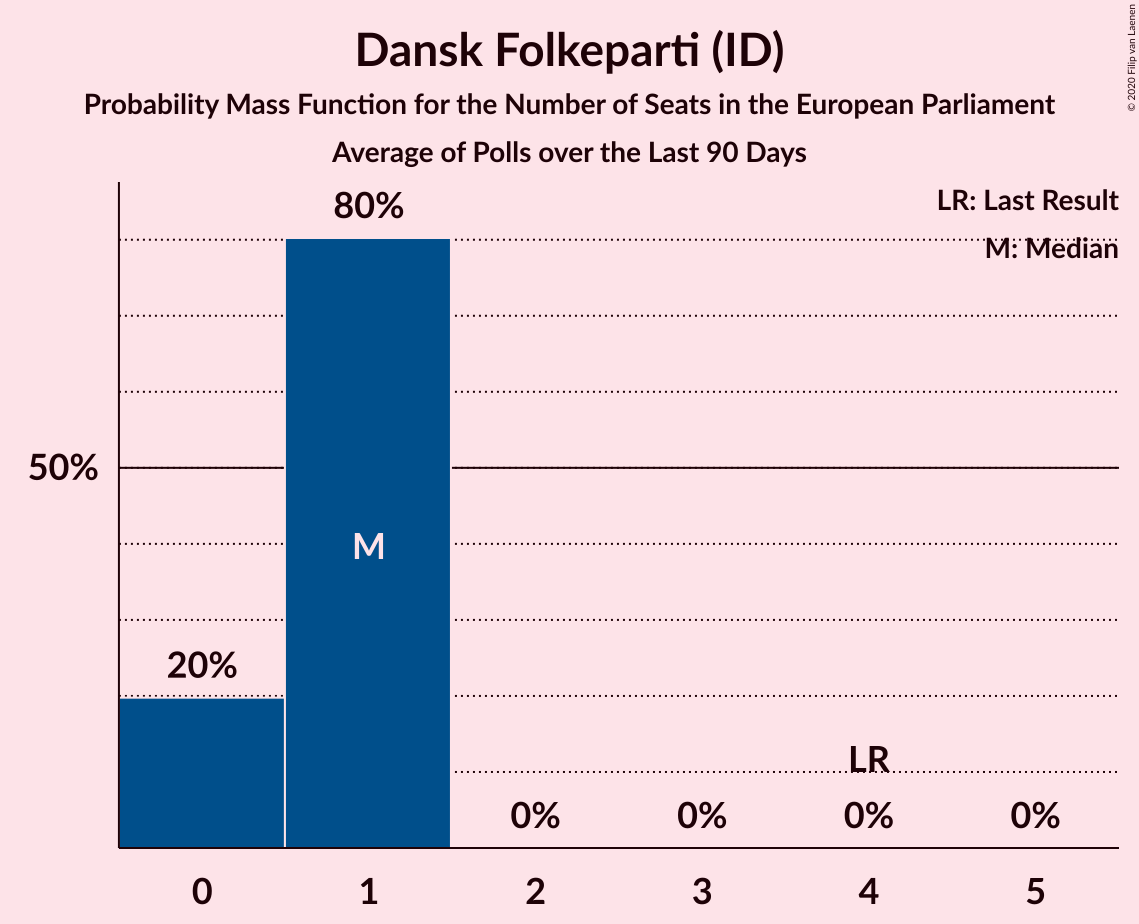 Dansk Folkeparti (ID)
Probability Mass Function for the Number of Seats in the European Parliament
Average of Polls over the Last 90 Days
© 2020 Filip van Laenen
LR: Last Result
M: Median
80%
50%
M
20%
LR
0% 0% 0% 0%
0 1 2 3 4 5